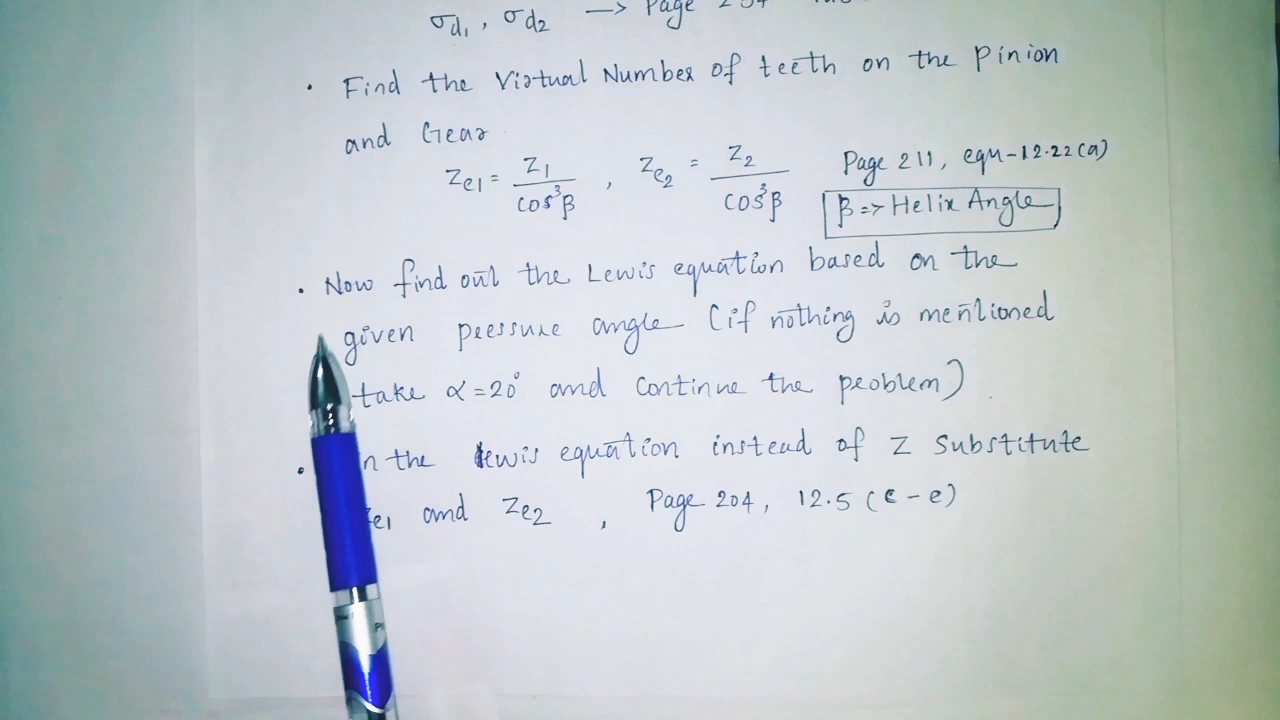 σd1, σd2 → Page
• Find the Virtual Number of teeth on the Pinion
and Gear
Ze1 = Z1 / cos³β , Ze2 = Z2 / cos³β Page 211, equ-12.22(a)
β => Helix Angle
• Now find out the Lewis equation based on the
given pressure angle (if nothing is mentioned
take α = 20° and continue the problem)
• the Lewis equation instead of Z Substitute
and Ze2 , Page 204, 12.5 (c - e)